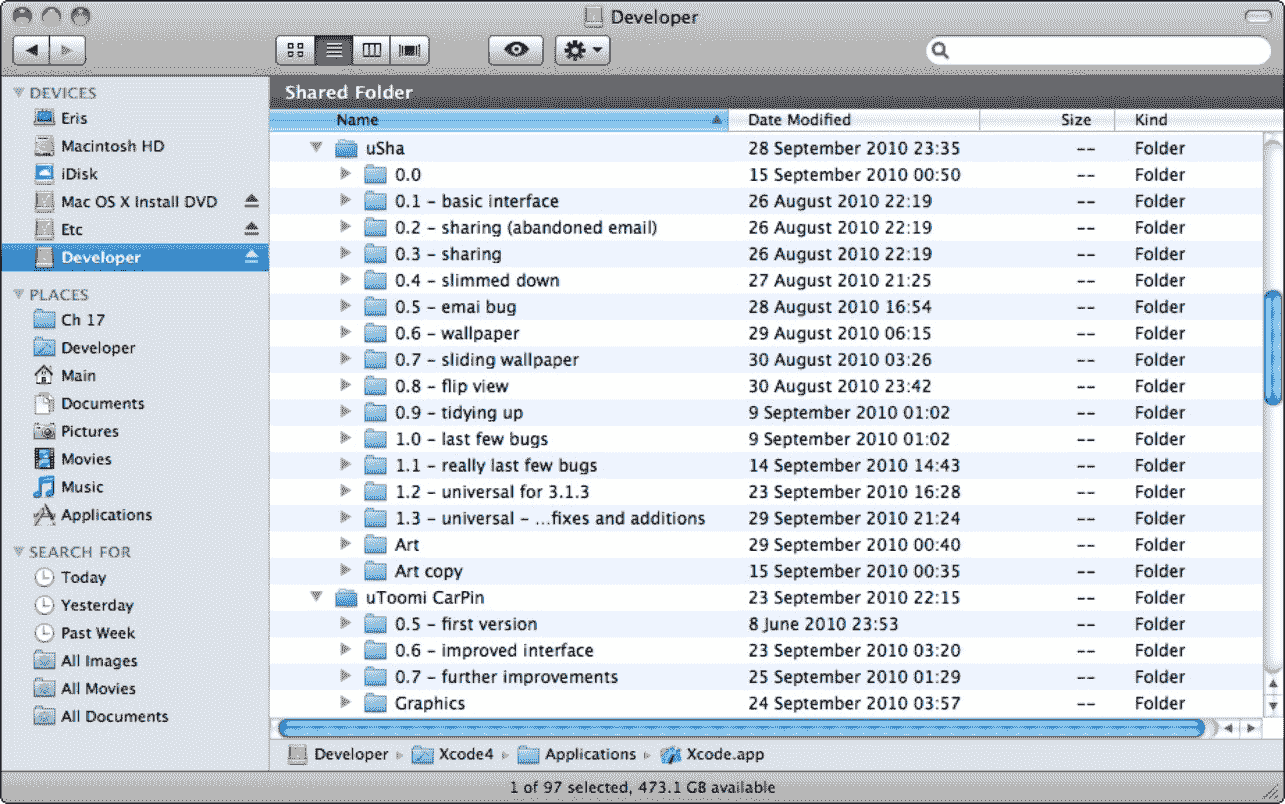 Developer
Shared Folder
DEVICES
Eris
Macintosh HD
iDisk
Mac OS X Install DVD
Etc
Developer
PLACES
Ch 17
Developer
Main
Documents
Pictures
Movies
Music
Applications
SEARCH FOR
Today
Yesterday
Past Week
All Images
All Movies
All Documents
Name Date Modified Size Kind
uSha 28 September 2010 23:35 -- Folder
0.0 15 September 2010 00:50 -- Folder
0.1 - basic interface 26 August 2010 22:19 -- Folder
0.2 - sharing (abandoned email) 26 August 2010 22:19 -- Folder
0.3 - sharing 26 August 2010 22:19 -- Folder
0.4 - slimmed down 27 August 2010 21:25 -- Folder
0.5 - emai bug 28 August 2010 16:54 -- Folder
0.6 - wallpaper 29 August 2010 06:15 -- Folder
0.7 - sliding wallpaper 30 August 2010 03:26 -- Folder
0.8 - flip view 30 August 2010 23:42 -- Folder
0.9 - tidying up 9 September 2010 01:02 -- Folder
1.0 - last few bugs 9 September 2010 01:02 -- Folder
1.1 - really last few bugs 14 September 2010 14:43 -- Folder
1.2 - universal for 3.1.3 23 September 2010 16:28 -- Folder
1.3 - universal - ...fixes and additions 29 September 2010 21:24 -- Folder
Art 29 September 2010 00:40 -- Folder
Art copy 15 September 2010 00:35 -- Folder
uToomi CarPin 23 September 2010 22:15 -- Folder
0.5 - first version 8 June 2010 23:53 -- Folder
0.6 - improved interface 23 September 2010 03:20 -- Folder
0.7 - further improvements 25 September 2010 01:29 -- Folder
Graphics 24 September 2010 03:57 -- Folder
Developer Xcode4 Applications Xcode.app
1 of 97 selected, 473.1 GB available